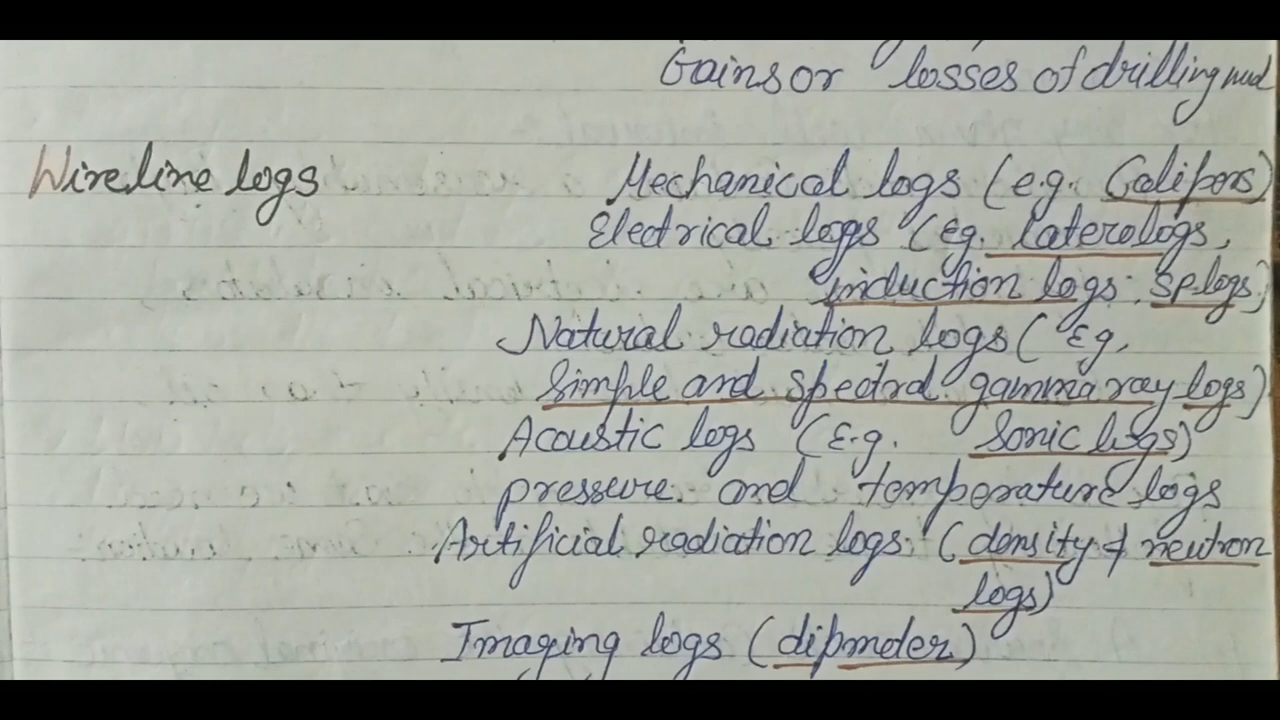 Gains or losses of drilling mud
Wireline logs Mechanical logs (e.g. Calipers)
Electrical logs (Eg. laterologs,
induction logs, SP logs)
Natural radiation logs (Eg,
Simple and spectral gamma ray logs)
Acoustic logs (E.g. Sonic logs)
pressure and temperature logs
Artificial radiation logs (density & neutron
logs)
Imaging logs (dipmeter)